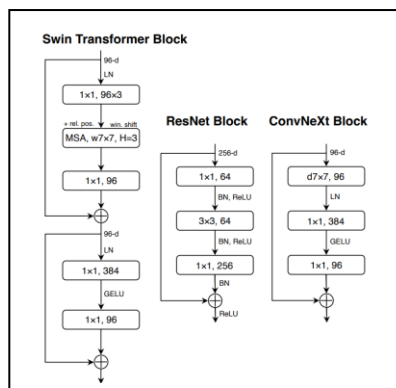 Swin Transformer Block
96-d
LN
1×1, 96×3
+ rel. pos. win. shift
MSA, w7×7, H=3
1×1, 96
96-d
LN
1×1, 384
GELU
1×1, 96
ResNet Block
256-d
1×1, 64
BN, ReLU
3×3, 64
BN, ReLU
1×1, 256
BN
ReLU
ConvNeXt Block
96-d
d7×7, 96
LN
1×1, 384
GELU
1×1, 96